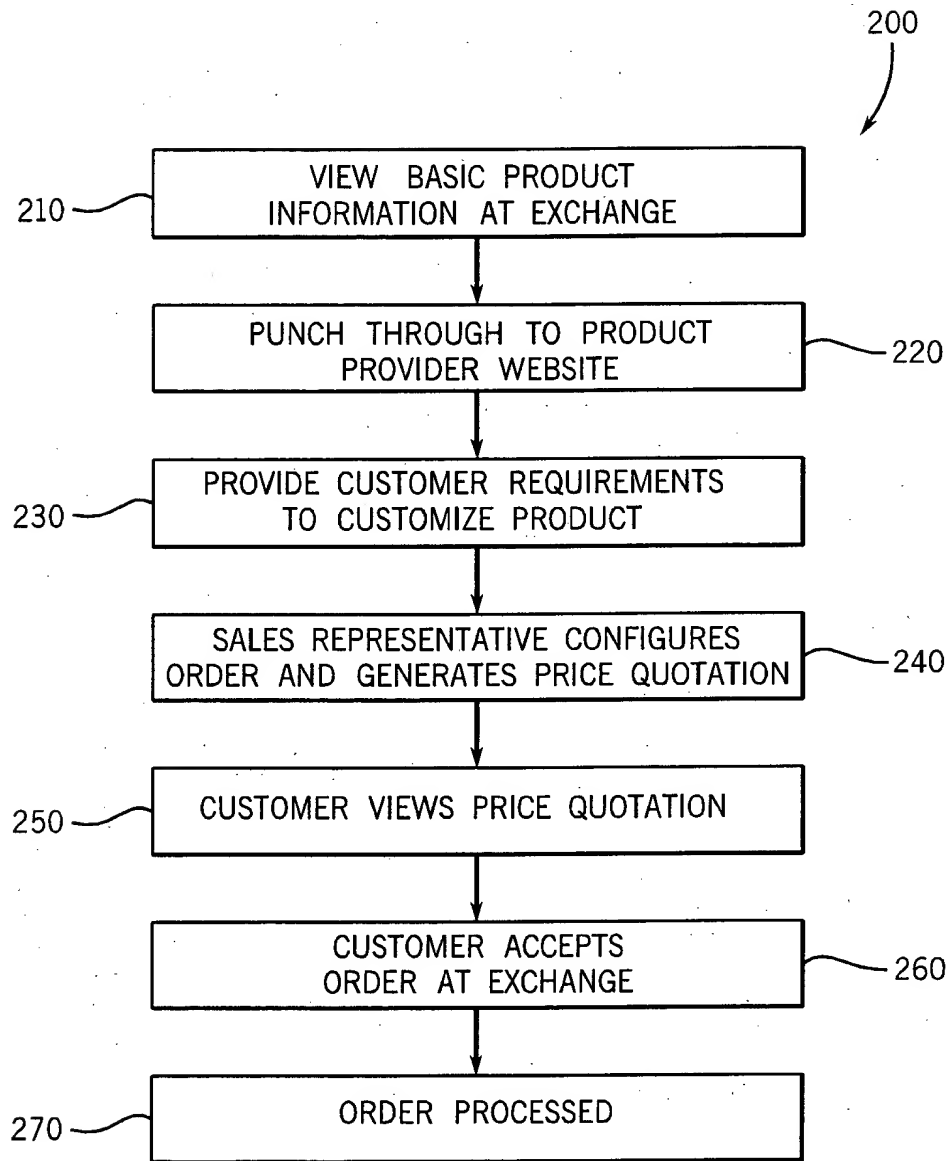 200
VIEW BASIC PRODUCT
INFORMATION AT EXCHANGE
210
PUNCH THROUGH TO PRODUCT
PROVIDER WEBSITE
220
PROVIDE CUSTOMER REQUIREMENTS
TO CUSTOMIZE PRODUCT
230
SALES REPRESENTATIVE CONFIGURES
ORDER AND GENERATES PRICE QUOTATION
240
CUSTOMER VIEWS PRICE QUOTATION
250
CUSTOMER ACCEPTS
ORDER AT EXCHANGE
260
ORDER PROCESSED
270